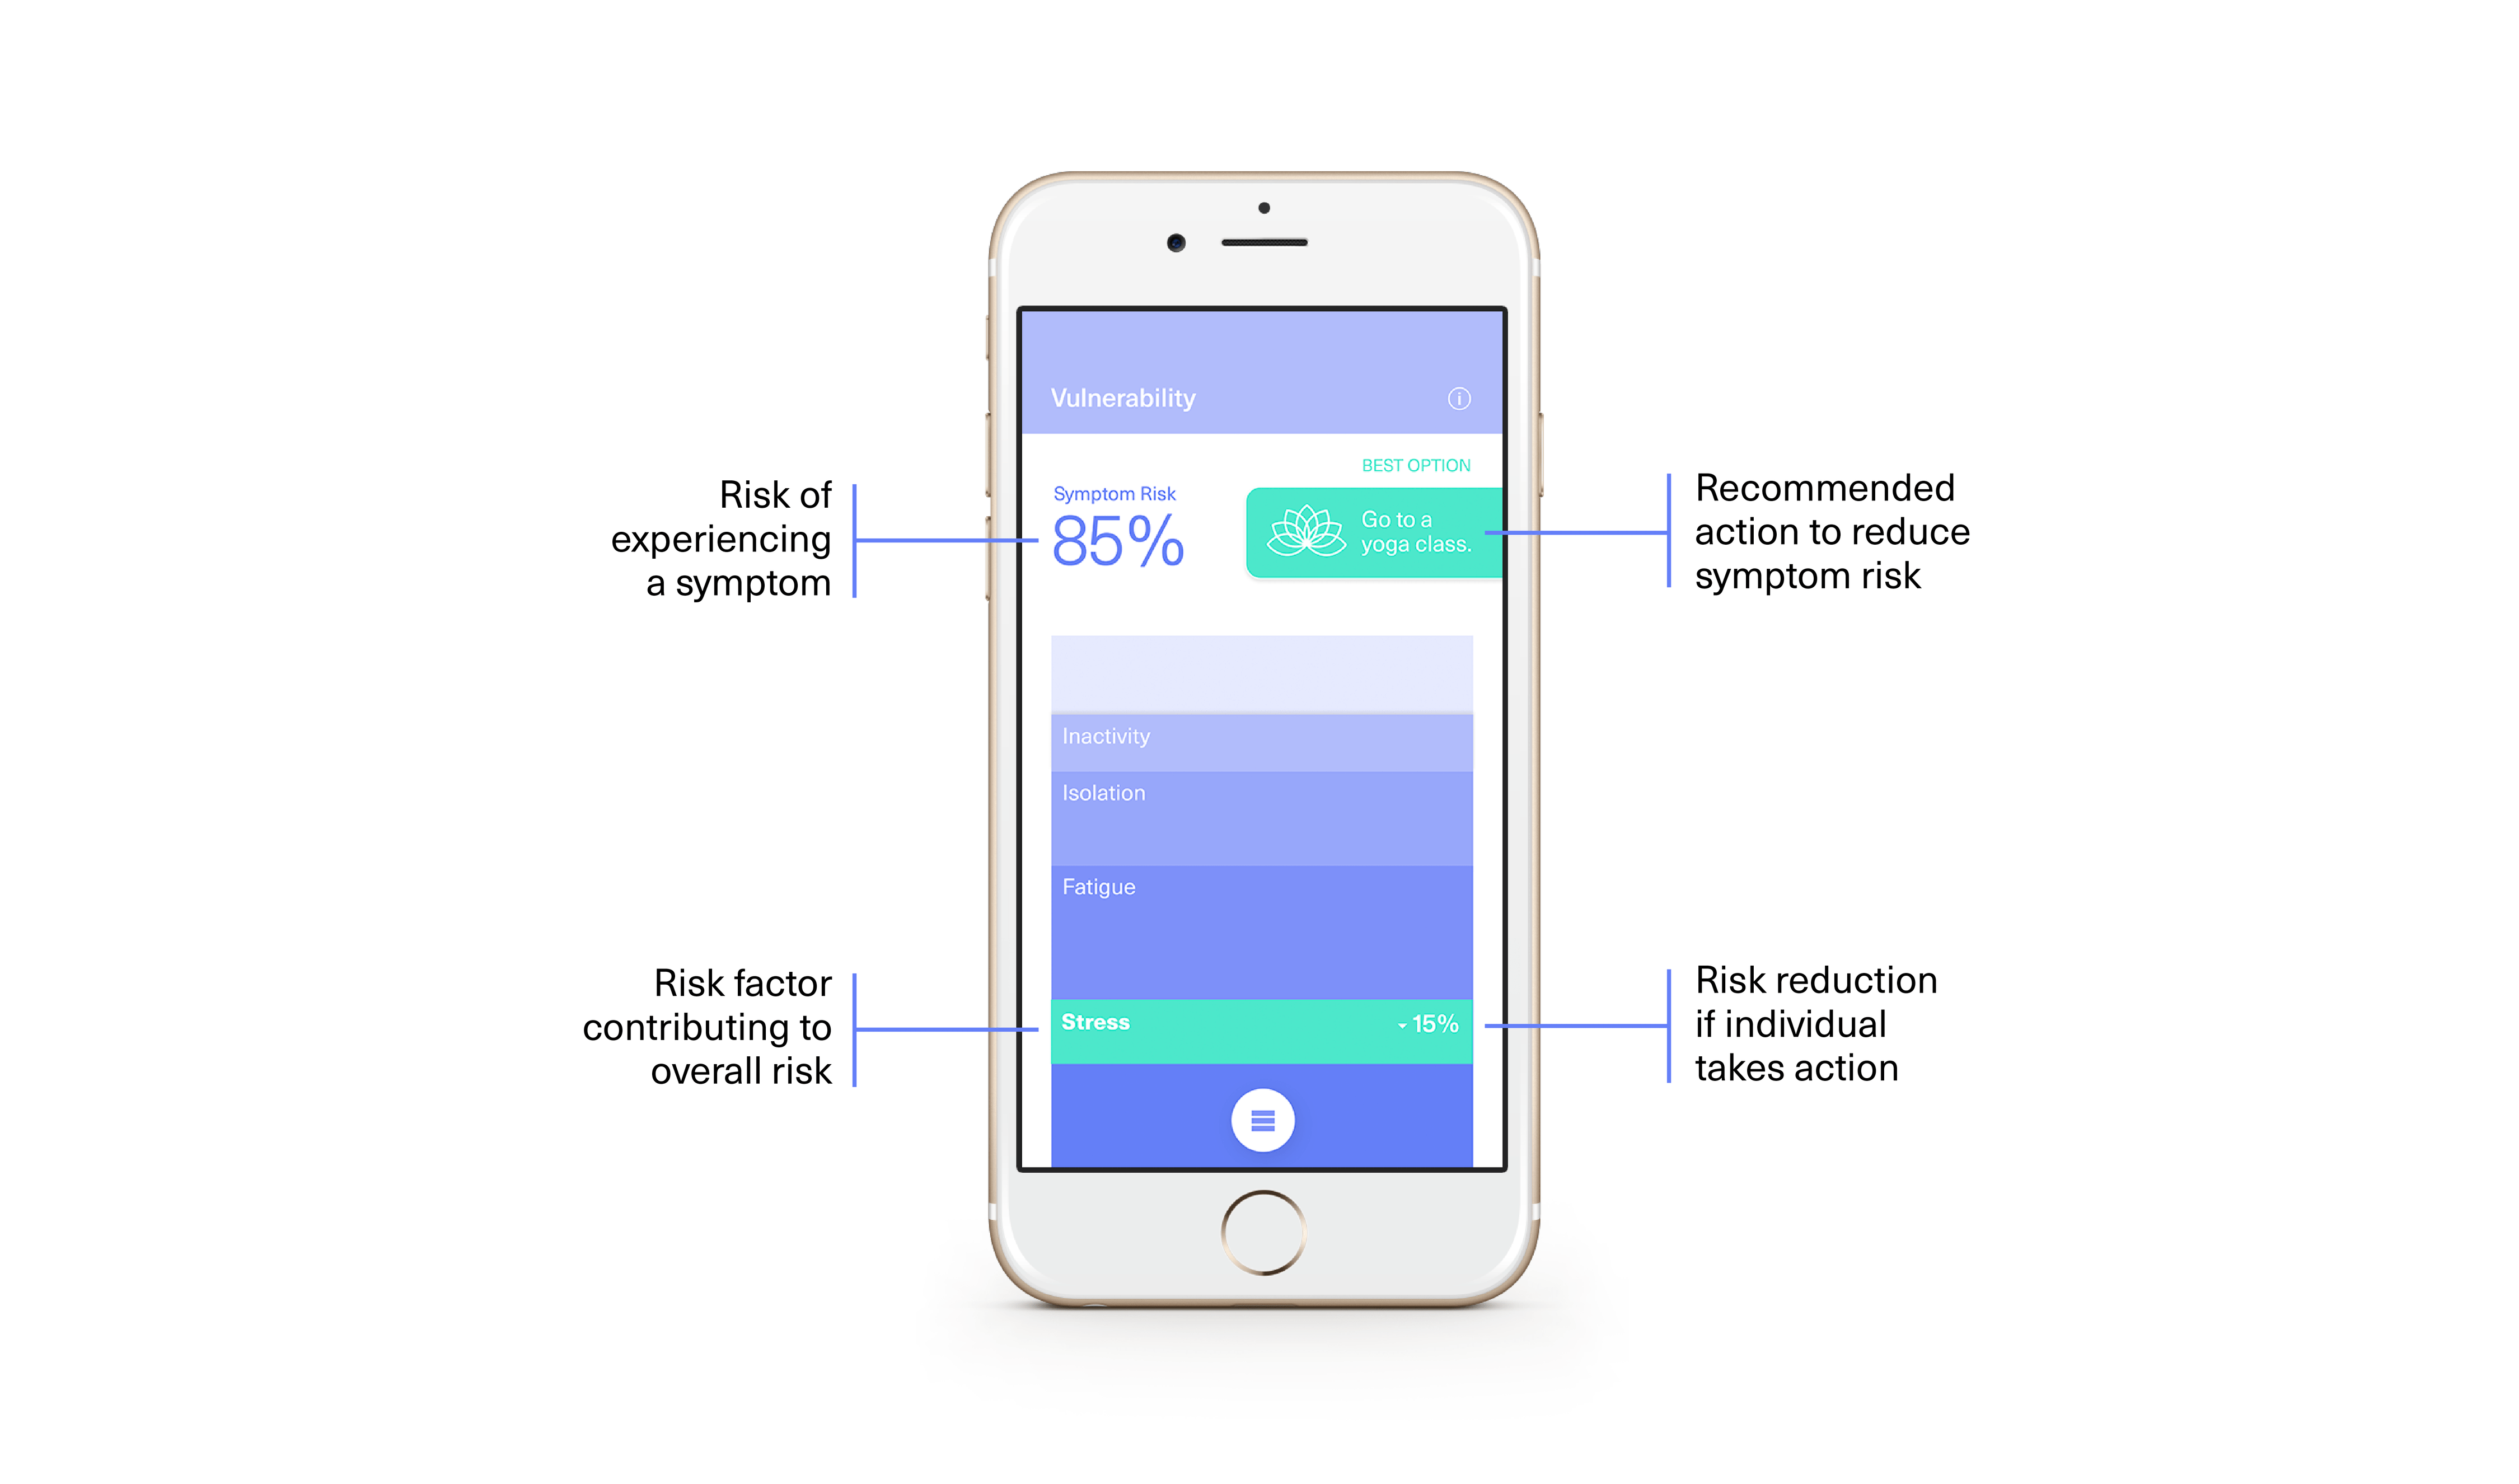 Vulnerability
i
BEST OPTION
Symptom Risk
85%
Go to a
yoga class.
Risk of
experiencing
a symptom
Recommended
action to reduce
symptom risk
Inactivity
Isolation
Fatigue
Stress
15%
Risk factor
contributing to
overall risk
Risk reduction
if individual
takes action